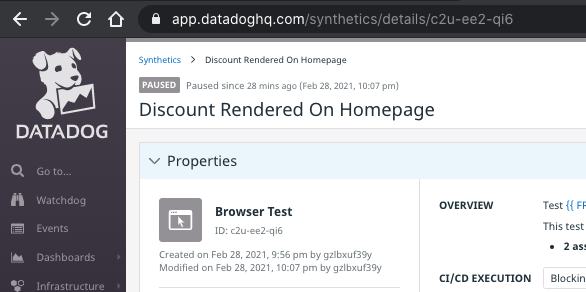 app.datadoghq.com/synthetics/details/c2u-ee2-qi6
DATADOG
Go to...
Watchdog
Events
Dashboards
Infrastructure
Synthetics > Discount Rendered On Homepage
PAUSED Paused since 28 mins ago (Feb 28, 2021, 10:07 pm)
Discount Rendered On Homepage
Properties
Browser Test
ID: c2u-ee2-qi6
Created on Feb 28, 2021, 9:56 pm by gzlbxuf39y
Modified on Feb 28, 2021, 10:07 pm by gzlbxuf39y
OVERVIEW
Test {{ FR
This test
• 2 ass
CI/CD EXECUTION
Blockin